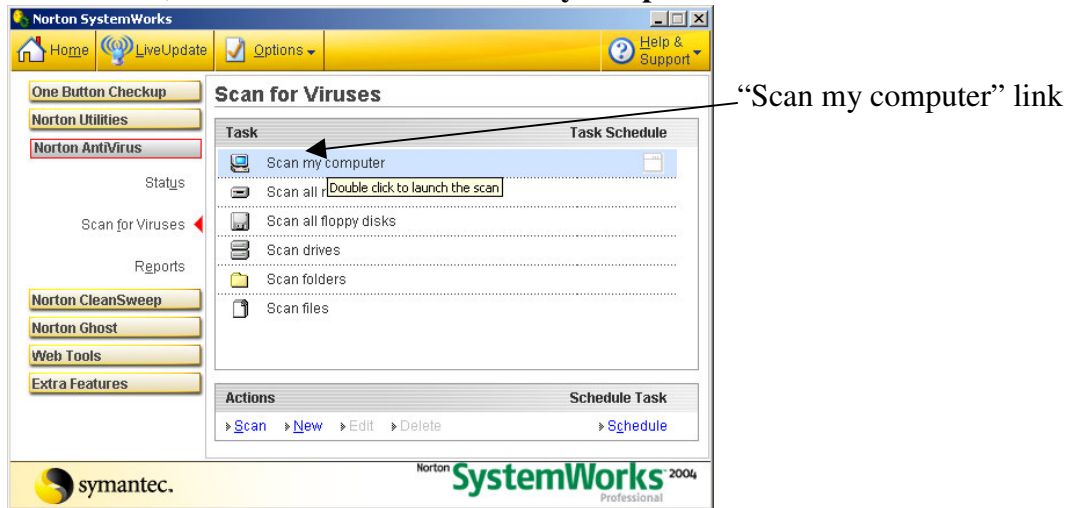 Norton SystemWorks
Home LiveUpdate Options Help & Support
One Button Checkup
Norton Utilities
Norton AntiVirus
Status
Scan for Viruses
Reports
Norton CleanSweep
Norton Ghost
Web Tools
Extra Features
Scan for Viruses
Task Task Schedule
Scan my computer
Double click to launch the scan
Scan all
Scan all floppy disks
Scan drives
Scan folders
Scan files
Actions Schedule Task
Scan New Edit Delete Schedule
“Scan my computer” link
symantec.
Norton SystemWorks 2004
Professional